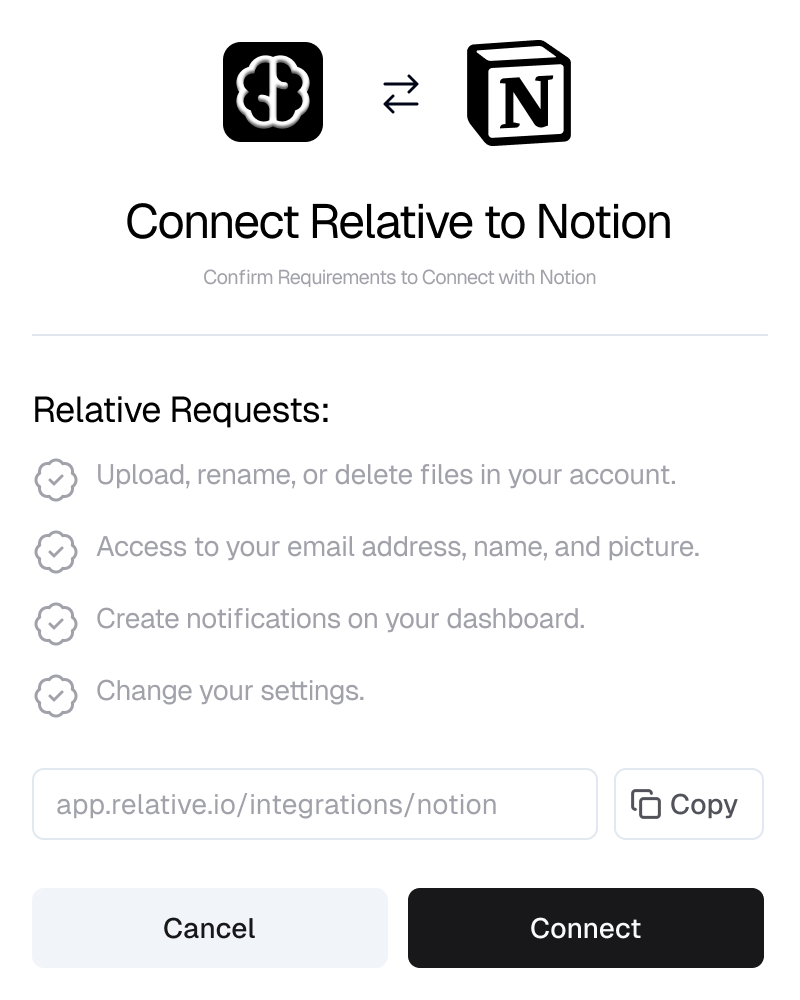 N
Connect Relative to Notion
Confirm Requirements to Connect with Notion
Relative Requests:
Upload, rename, or delete files in your account.
Access to your email address, name, and picture.
Create notifications on your dashboard.
Change your settings.
app.relative.io/integrations/notion
Copy
Cancel
Connect